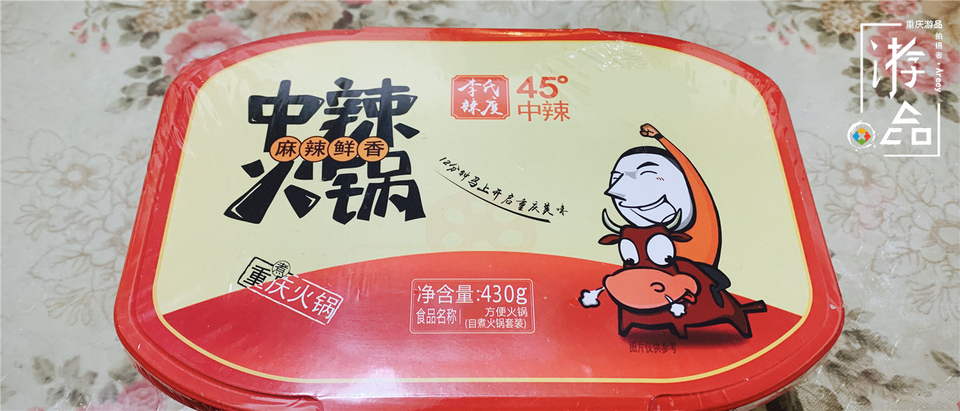 中辣
麻辣鲜香
火锅
李氏
辣度
45°
中辣
12分钟马上开启重庆美味
煮
重庆火锅
净含量:430g
食品名称
方便火锅
(自煮火锅套装)
图片仅供参考
重庆游品
游品